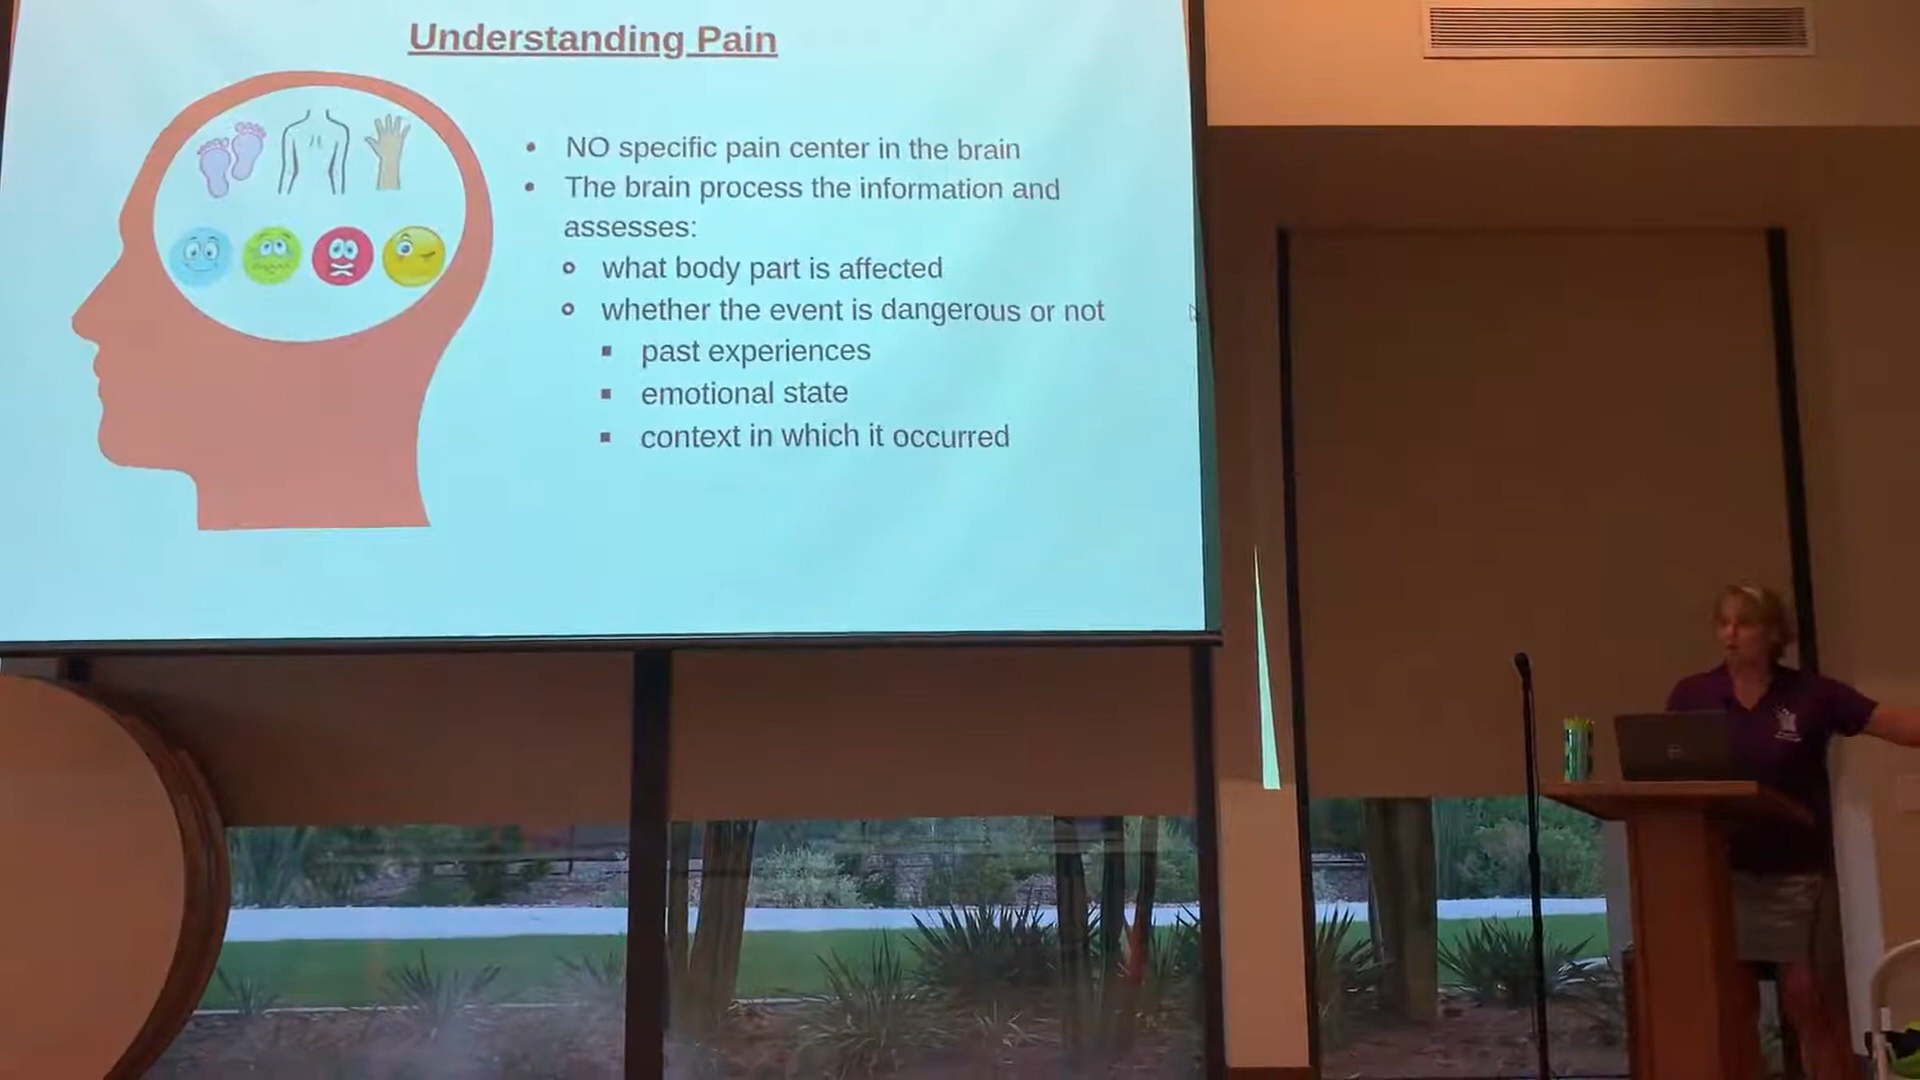 Understanding Pain
• NO specific pain center in the brain
• The brain process the information and
assesses:
o what body part is affected
o whether the event is dangerous or not
▪ past experiences
▪ emotional state
▪ context in which it occurred